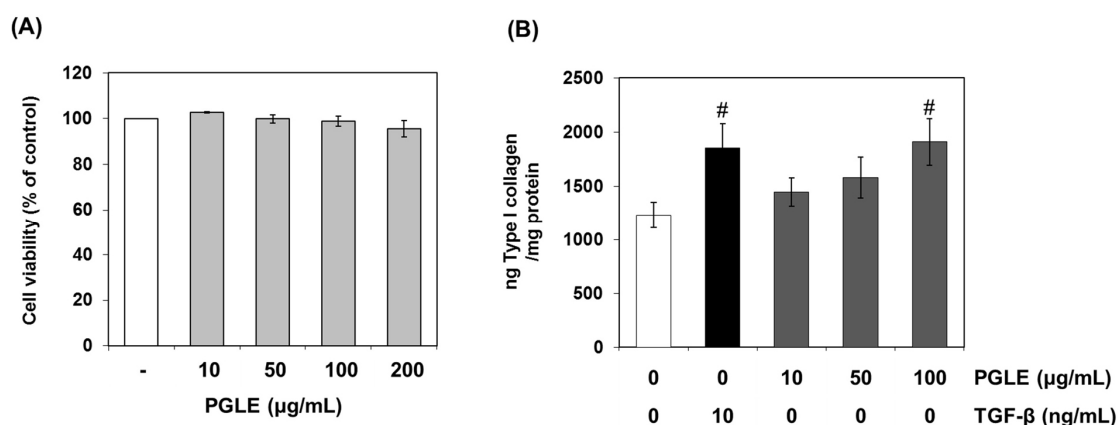 (A)
Cell viability (% of control)
120
100
80
60
40
20
0
- 10 50 100 200
PGLE (µg/mL)
(B)
ng Type I collagen
/mg protein
2500
2000
1500
1000
500
0
# #
0 0 10 50 100 PGLE (µg/mL)
0 10 0 0 0 TGF-β (ng/mL)